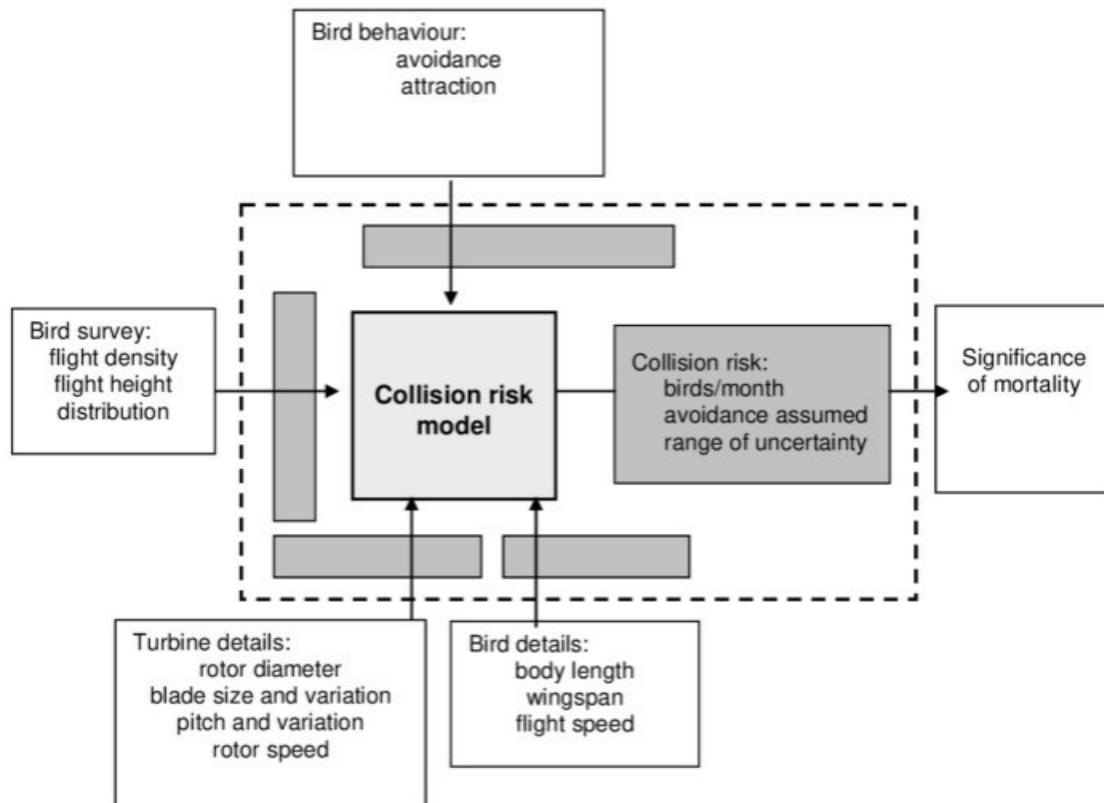 Bird behaviour:
avoidance
attraction
Bird survey:
flight density
flight height
distribution
Collision risk
model
Collision risk:
birds/month
avoidance assumed
range of uncertainty
Significance
of mortality
Turbine details:
rotor diameter
blade size and variation
pitch and variation
rotor speed
Bird details:
body length
wingspan
flight speed